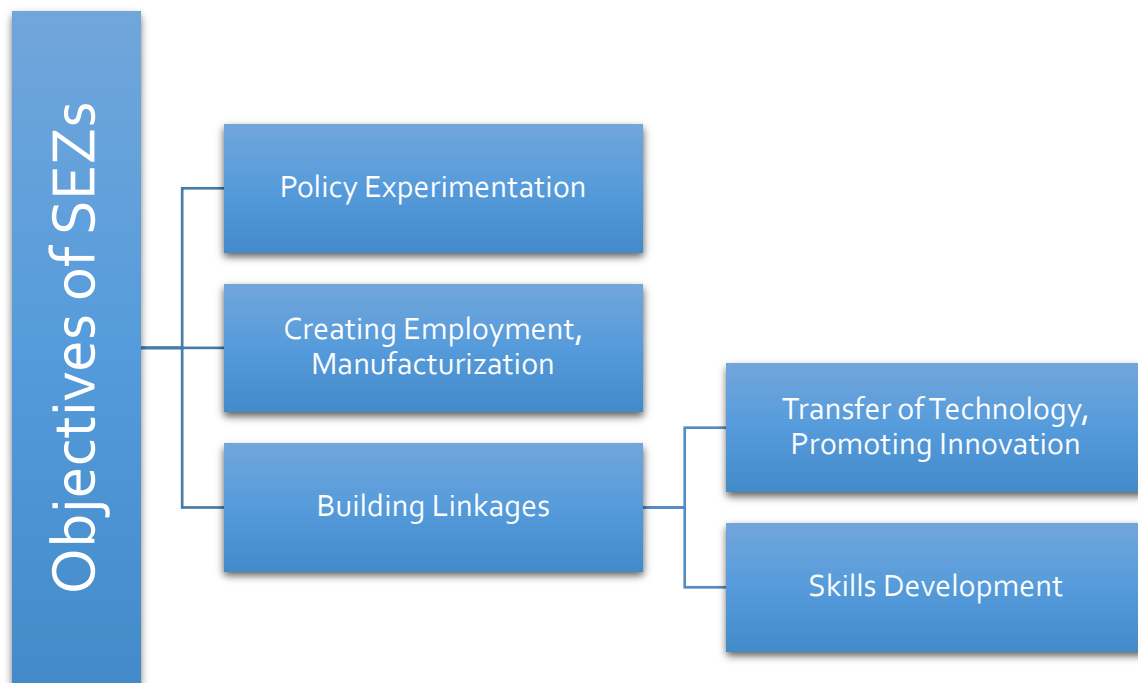 Objectives of SEZs
Policy Experimentation
Creating Employment,
Manufacturization
Building Linkages
Transfer of Technology,
Promoting Innovation
Skills Development